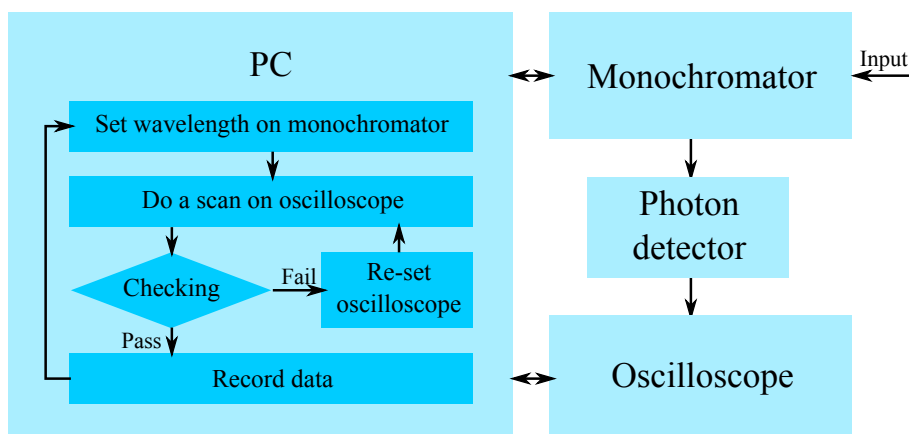 PC
Set wavelength on monochromator
Do a scan on oscilloscope
Checking
Fail
Re-set
oscilloscope
Pass
Record data
Monochromator
Input
Photon
detector
Oscilloscope